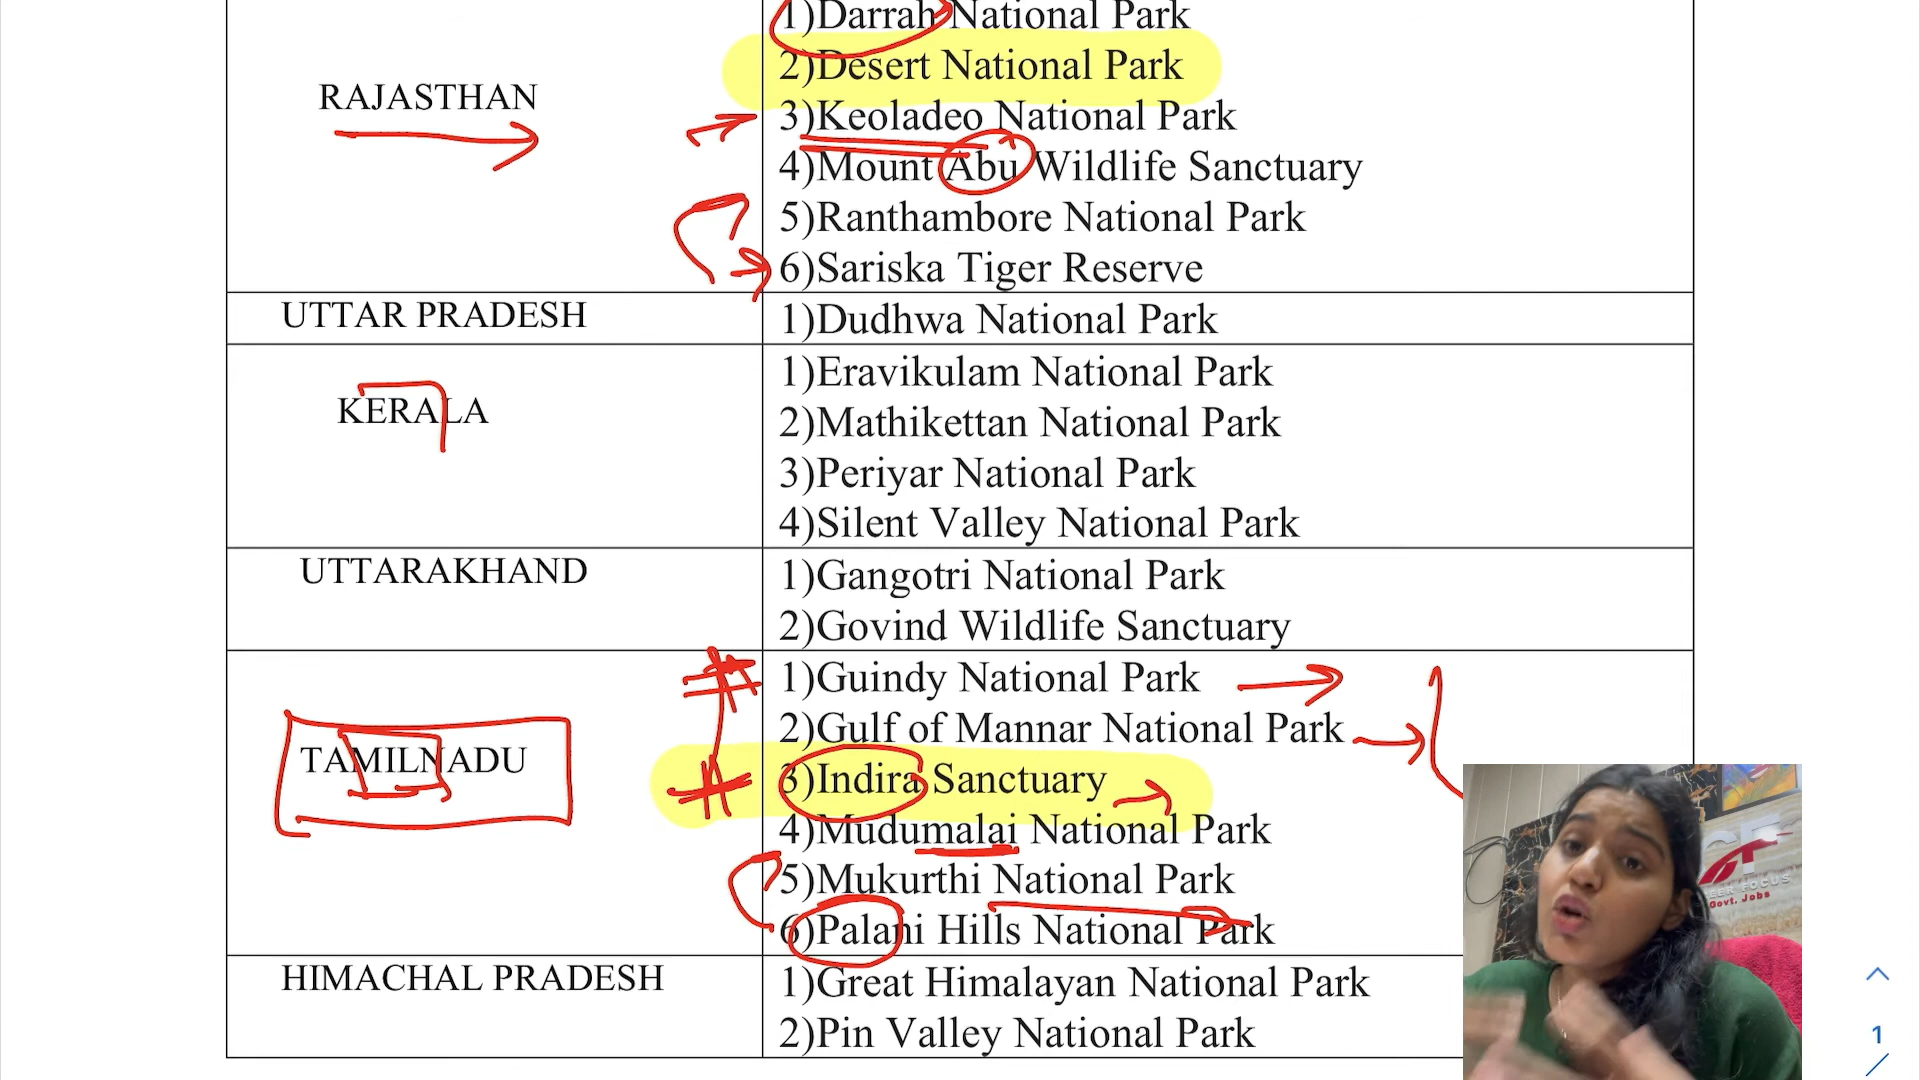 1)Darrah National Park
2)Desert National Park
RAJASTHAN
3)Keoladeo National Park
4)Mount Abu Wildlife Sanctuary
5)Ranthambore National Park
6)Sariska Tiger Reserve
UTTAR PRADESH
1)Dudhwa National Park
KERALA
1)Eravikulam National Park
2)Mathikettan National Park
3)Periyar National Park
4)Silent Valley National Park
UTTARAKHAND
1)Gangotri National Park
2)Govind Wildlife Sanctuary
TAMILNADU
1)Guindy National Park
2)Gulf of Mannar National Park
3)Indira Sanctuary
4)Mudumalai National Park
5)Mukurthi National Park
6)Palani Hills National Park
HIMACHAL PRADESH
1)Great Himalayan National Park
2)Pin Valley National Park
FOCUS
Govt. Jobs
1